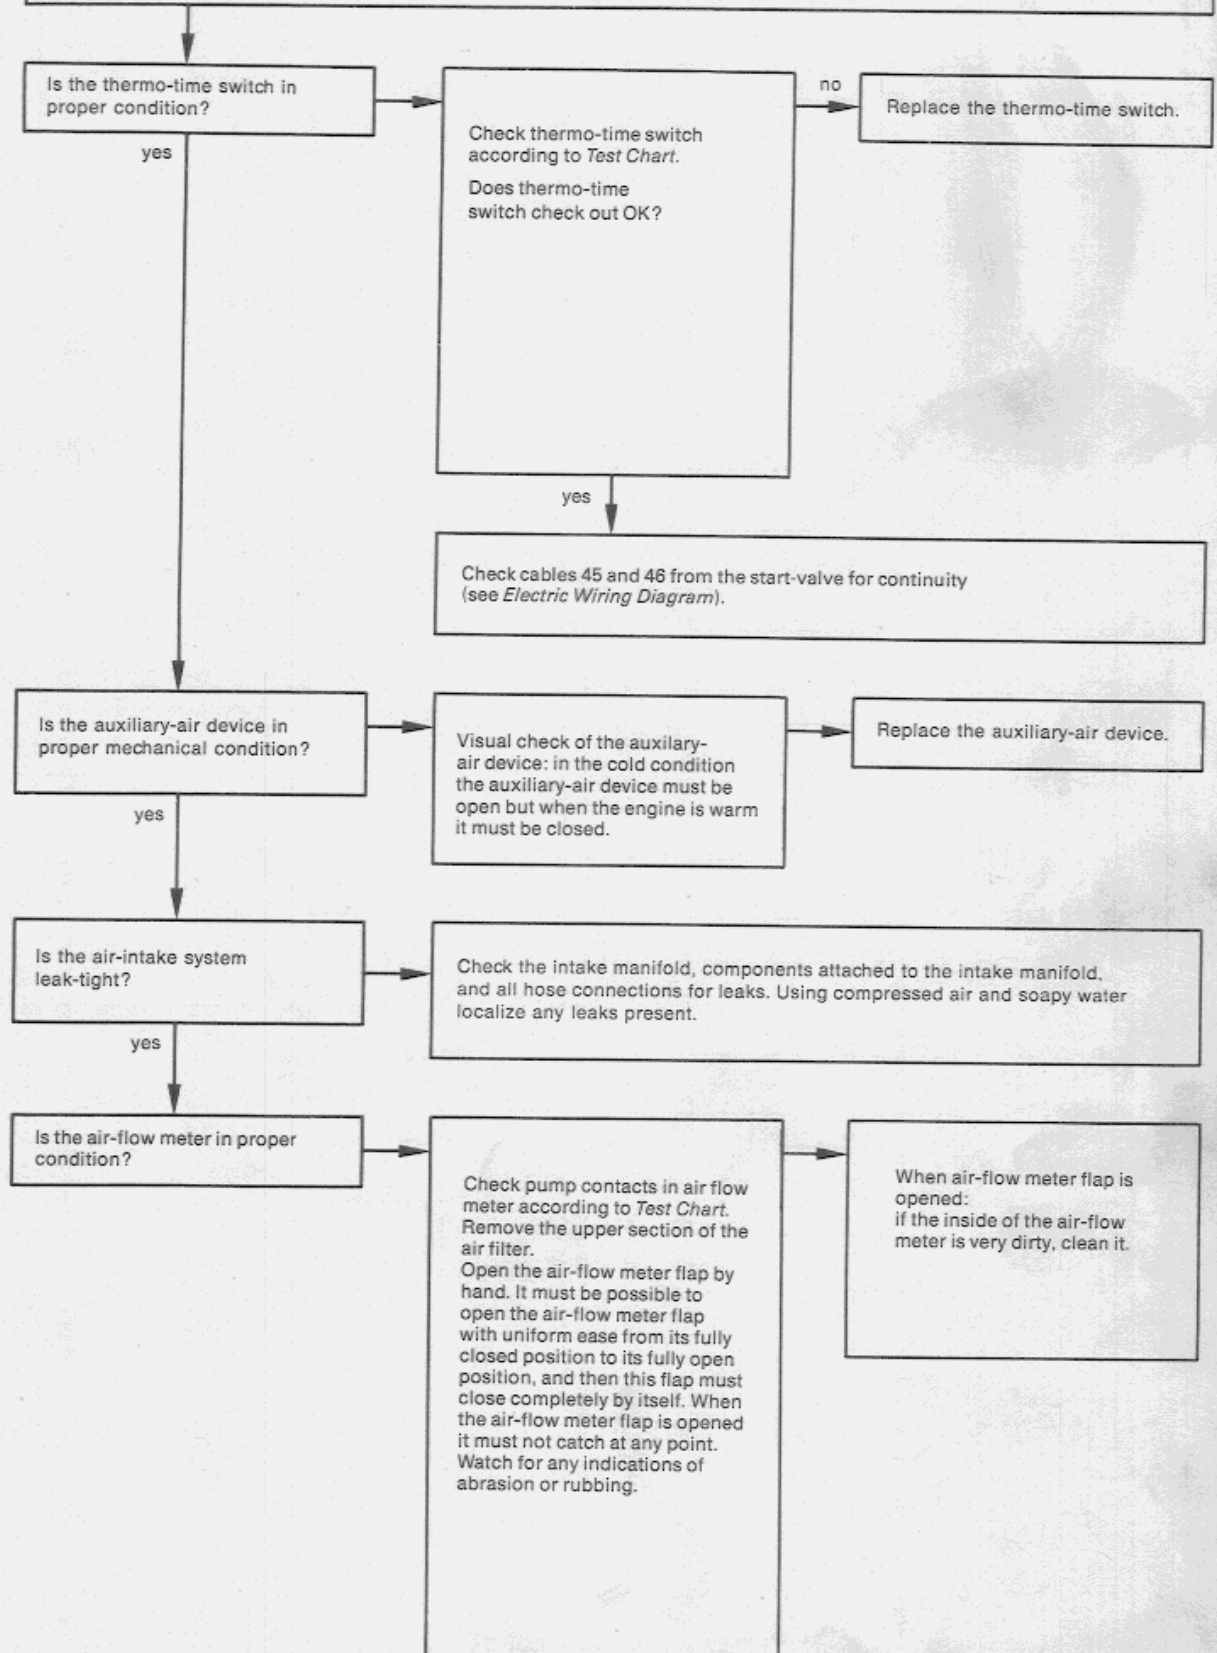 Is the thermo-time switch in
proper condition?
yes
Check thermo-time switch
according to Test Chart.
Does thermo-time
switch check out OK?
no
Replace the thermo-time switch.
yes
Check cables 45 and 46 from the start-valve for continuity
(see Electric Wiring Diagram).
Is the auxiliary-air device in
proper mechanical condition?
yes
Visual check of the auxilary-
air device: in the cold condition
the auxiliary-air device must be
open but when the engine is warm
it must be closed.
Replace the auxiliary-air device.
Is the air-intake system
leak-tight?
yes
Check the intake manifold, components attached to the intake manifold,
and all hose connections for leaks. Using compressed air and soapy water
localize any leaks present.
Is the air-flow meter in proper
condition?
Check pump contacts in air flow
meter according to Test Chart.
Remove the upper section of the
air filter.
Open the air-flow meter flap by
hand. It must be possible to
open the air-flow meter flap
with uniform ease from its fully
closed position to its fully open
position, and then this flap must
close completely by itself. When
the air-flow meter flap is opened
it must not catch at any point.
Watch for any indications of
abrasion or rubbing.
When air-flow meter flap is
opened:
if the inside of the air-flow
meter is very dirty, clean it.